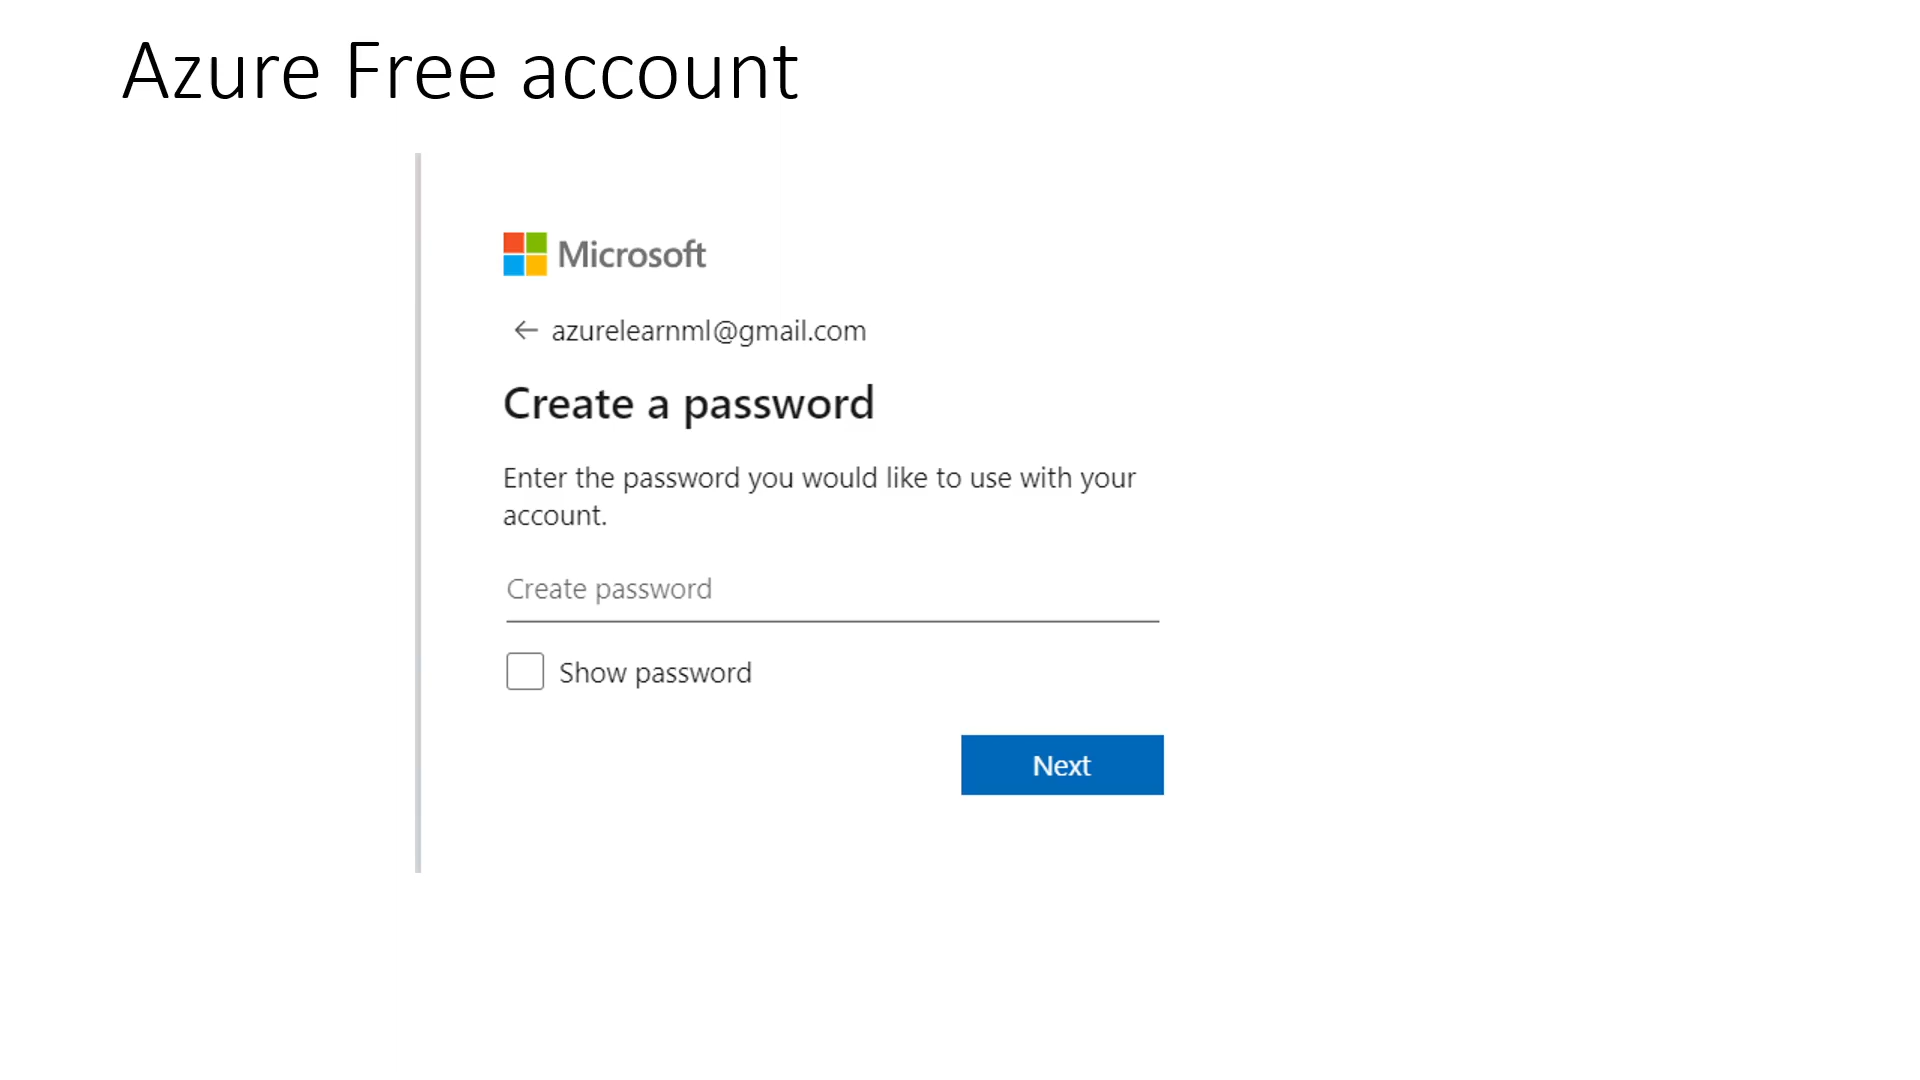 Azure Free account
Microsoft
← azurelearnml@gmail.com
Create a password
Enter the password you would like to use with your
account.
Create password
Show password
Next